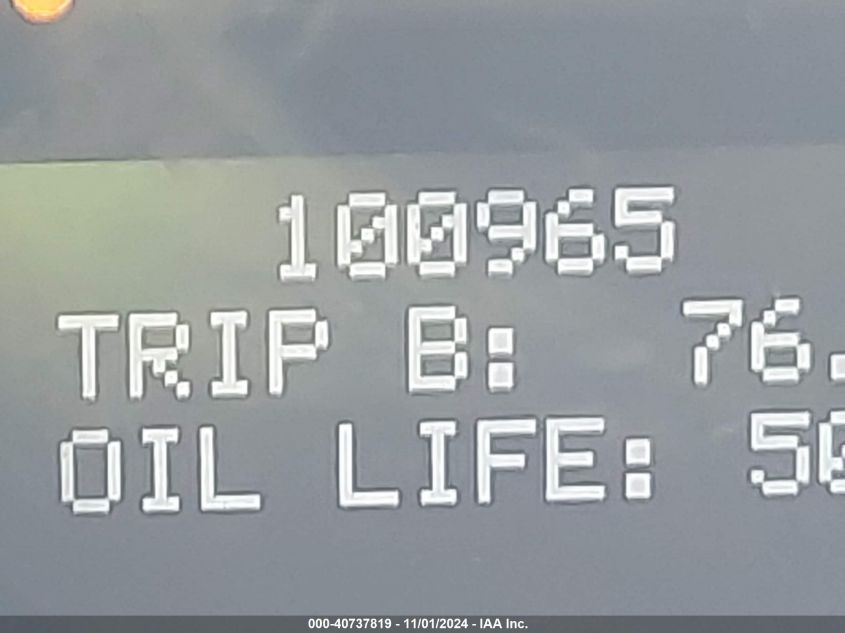 100965
TRIP B: 76.
OIL LIFE: 5
000-40737819 - 11/01/2024 - IAA Inc.